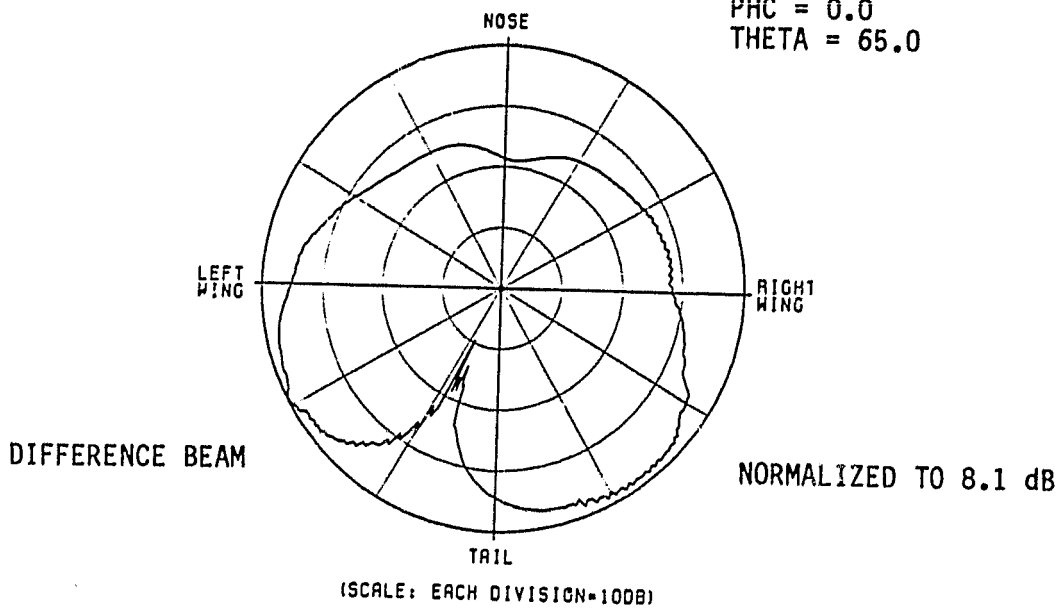 PHC = 0.0
THETA = 65.0
NOSE
LEFT
WING
RIGHT
WING
DIFFERENCE BEAM
NORMALIZED TO 8.1 dB
TAIL
(SCALE: EACH DIVISION=10DB)